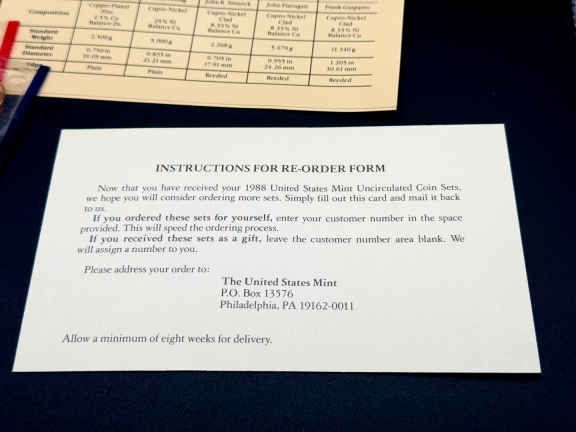 John R. Sinnock John Flanagan Frank Gasparro
Composition Copper-Plated Cupro-Nickel Cupro-Nickel Cupro-Nickel Cupro-Nickel
Zinc Clad Clad Clad
2.5% Cu 25% Ni 8.33% Ni 8.33% Ni 8.33% Ni
Balance Zn Balance Cu Balance Cu Balance Cu Balance Cu
Standard
Weight 2.500 g 5.000 g 2.268 g 5.670 g 11.340 g
Standard 0.750 in 0.835 in 0.705 in 0.955 in 1.205 in
Diameter 19.05 mm 21.21 mm 17.91 mm 24.26 mm 30.61 mm
Edge Plain Plain Reeded Reeded Reeded
INSTRUCTIONS FOR RE-ORDER FORM
Now that you have received your 1988 United States Mint Uncirculated Coin Sets,
we hope you will consider ordering more sets. Simply fill out this card and mail it back
to us.
If you ordered these sets for yourself, enter your customer number in the space
provided. This will speed the ordering process.
If you received these sets as a gift, leave the customer number area blank. We
will assign a number to you.
Please address your order to:
The United States Mint
P.O. Box 13576
Philadelphia, PA 19162-0011
Allow a minimum of eight weeks for delivery.